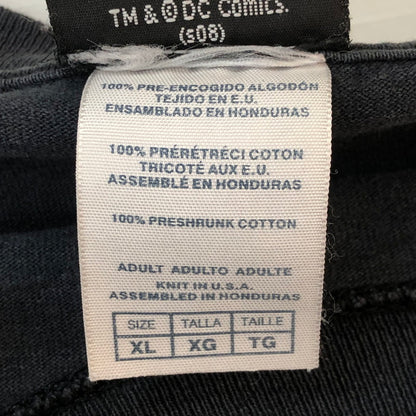 TM & © DC Comics.
(s08)
100% PRE-ENCOGIDO ALGODÓN
TEJIDO EN E.U.
ENSAMBLADO EN HONDURAS
100% PRÉRÉTRÉCI COTON
TRICOTÉ AUX E.U.
ASSEMBLÉ EN HONDURAS
100% PRESHRUNK COTTON
ADULT ADULTO ADULTE
KNIT IN U.S.A.
ASSEMBLED IN HONDURAS
SIZE TALLA TAILLE
XL XG TG